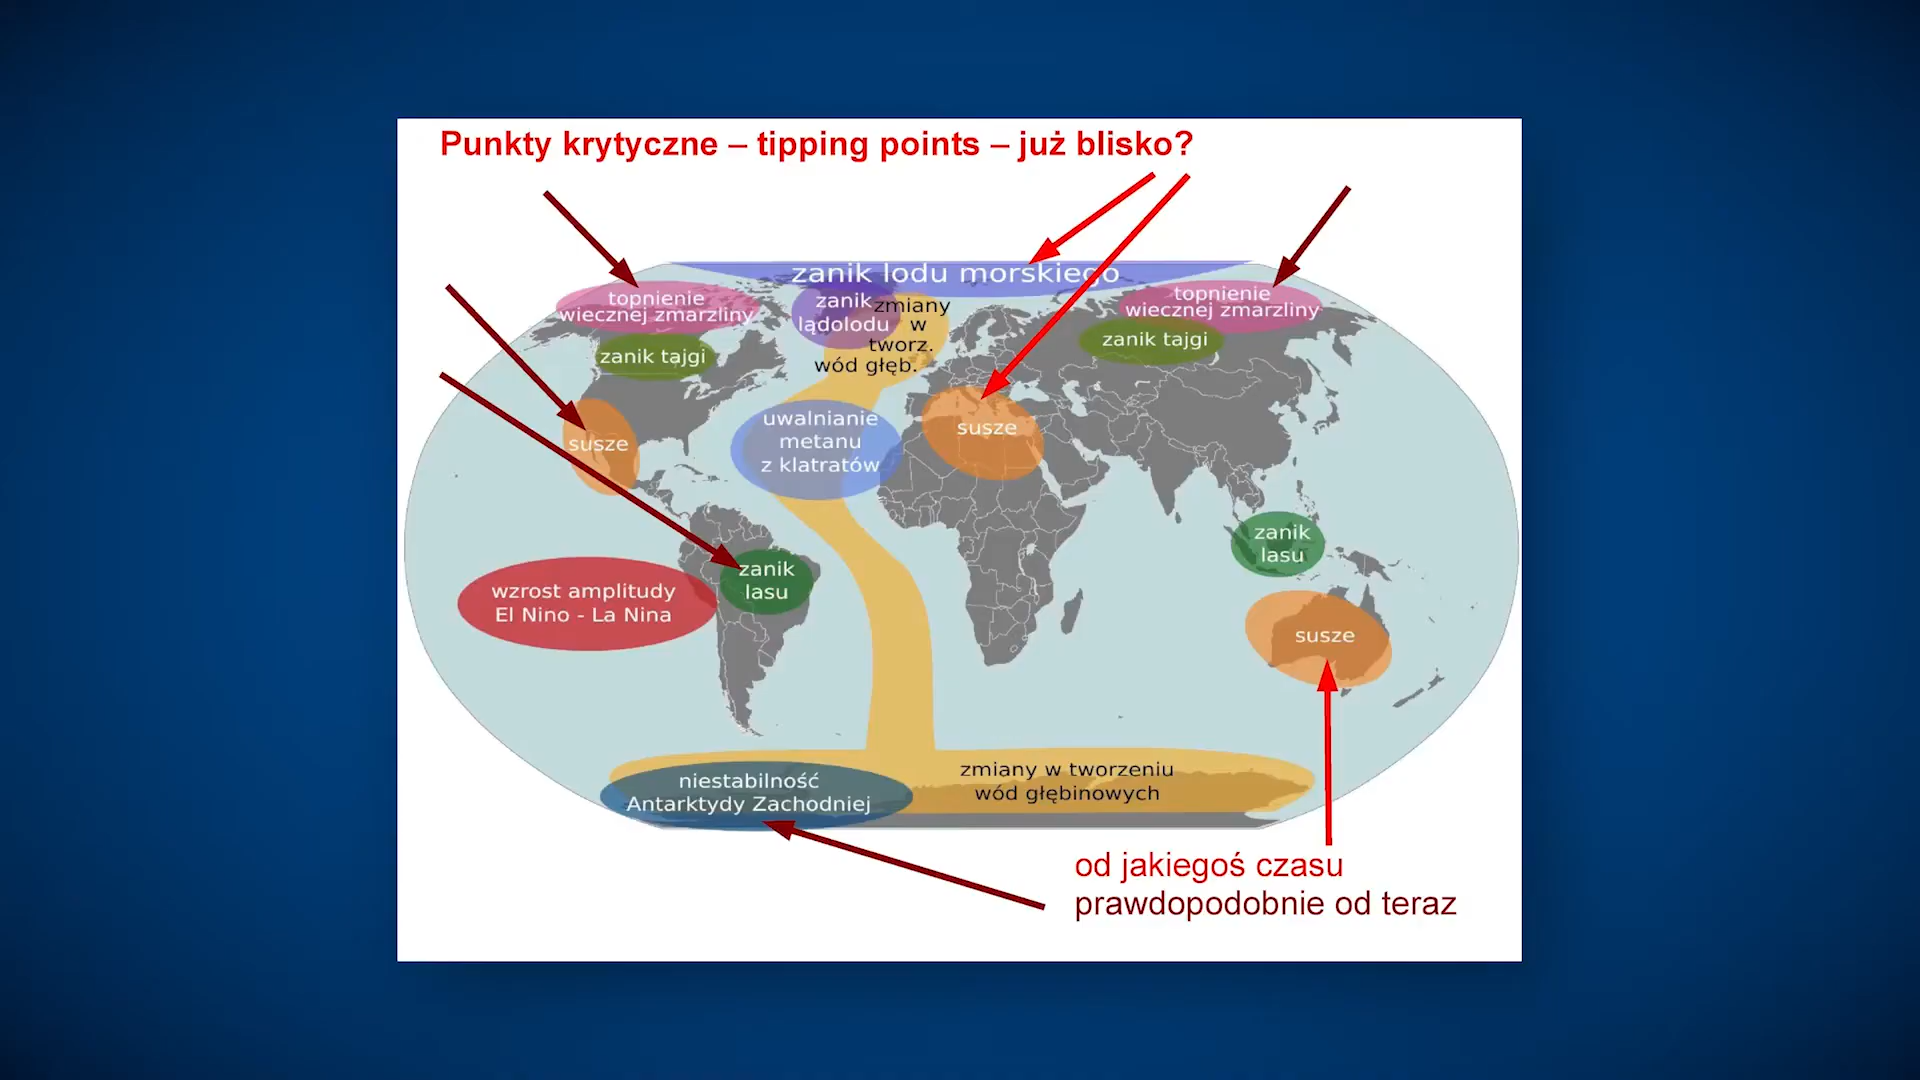 Punkty krytyczne – tipping points – już blisko?
zanik lodu morskiego
topnienie
wiecznej zmarzliny
zanik
lądolodu
zmiany
w
tworz.
wód głęb.
topnienie
wiecznej zmarzliny
zanik tajgi
zanik tajgi
susze
uwalnianie
metanu
z klatratów
susze
zanik
lasu
zanik
lasu
wzrost amplitudy
El Nino - La Nina
susze
niestabilność
Antarktydy Zachodniej
zmiany w tworzeniu
wód głębinowych
od jakiegoś czasu
prawdopodobnie od teraz